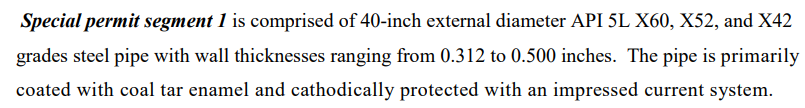 Special permit segment 1 is comprised of 40-inch external diameter API 5L X60, X52, and X42
grades steel pipe with wall thicknesses ranging from 0.312 to 0.500 inches.  The pipe is primarily
coated with coal tar enamel and cathodically protected with an impressed current system.